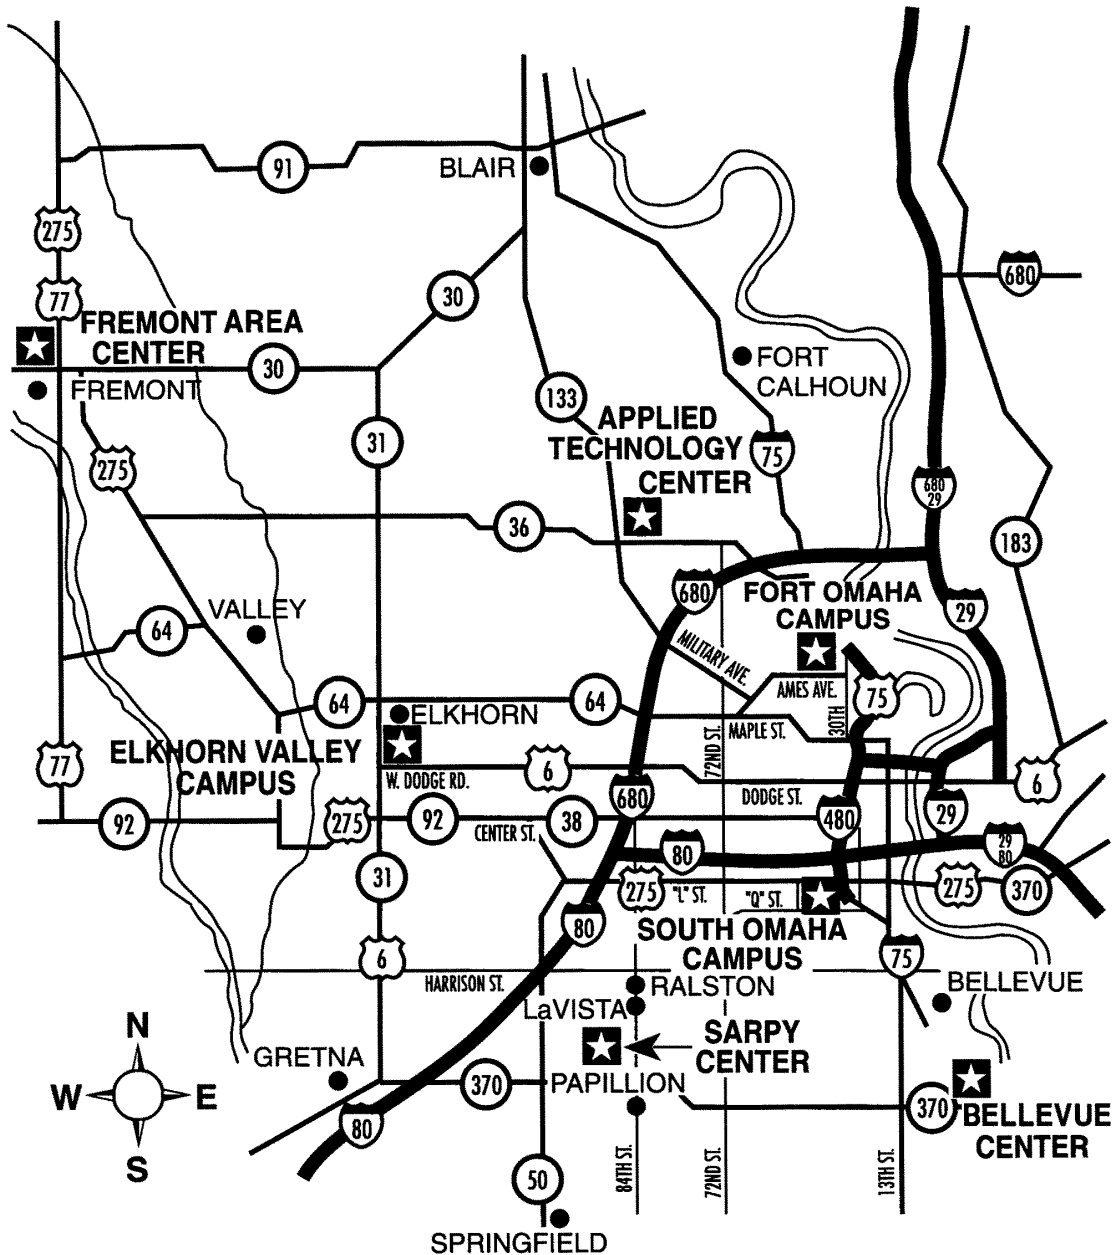 BLAIR
91
275
77
30
680
FREMONT AREA
CENTER
30
FREMONT
FORT
CALHOUN
133
APPLIED
TECHNOLOGY
CENTER
31
75
275
680
29
36
183
680
FORT OMAHA
CAMPUS
29
VALLEY
64
MILITARY AVE.
AMES AVE.
75
30TH
64
ELKHORN
64
MAPLE ST.
72ND ST.
ELKHORN VALLEY
CAMPUS
77
W. DODGE RD.
6
680
DODGE ST.
6
92
275
92
CENTER ST.
38
480
29
80
29
80
31
275
"L" ST.
"Q" ST.
275
370
80
SOUTH OMAHA
CAMPUS
6
HARRISON ST.
75
RALSTON
BELLEVUE
LaVISTA
SARPY
CENTER
N
W
E
S
GRETNA
370
PAPILLION
80
370
BELLEVUE
CENTER
50
84TH ST.
72ND ST.
13TH ST.
SPRINGFIELD